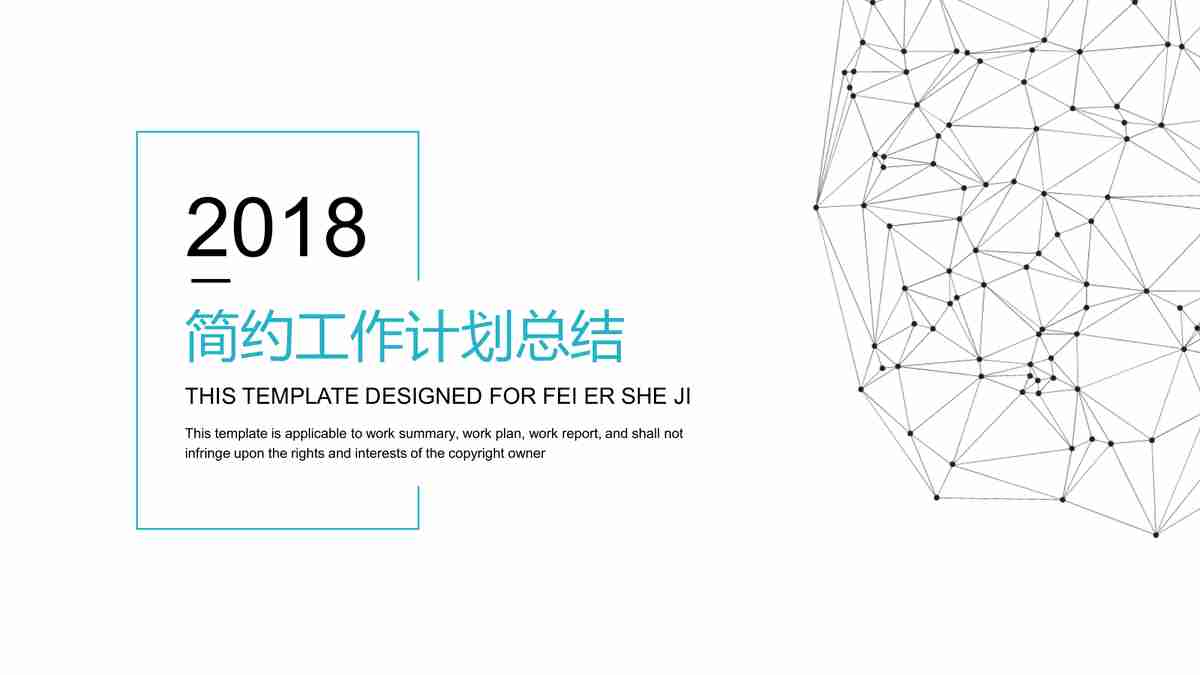 2018
简约工作计划总结
THIS TEMPLATE DESIGNED FOR FEI ER SHE JI
This template is applicable to work summary, work plan, work report, and shall not
infringe upon the rights and interests of the copyright owner